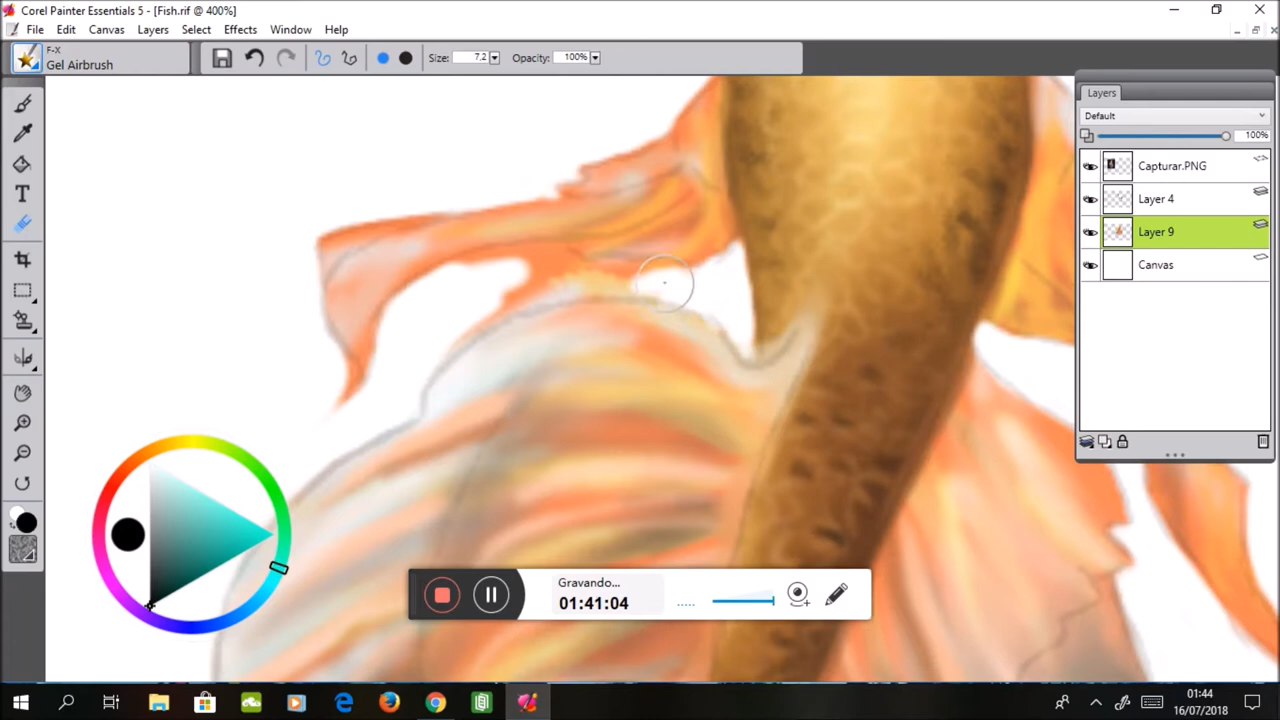 Corel Painter Essentials 5 - [Fish.rif @ 400%]
File Edit Canvas Layers Select Effects Window Help
F-X
Gel Airbrush
Size: 7.2 Opacity: 100%
Layers
Default
100%
Capturar.PNG
Layer 4
Layer 9
Canvas
Gravando...
01:41:04
01:44
16/07/2018